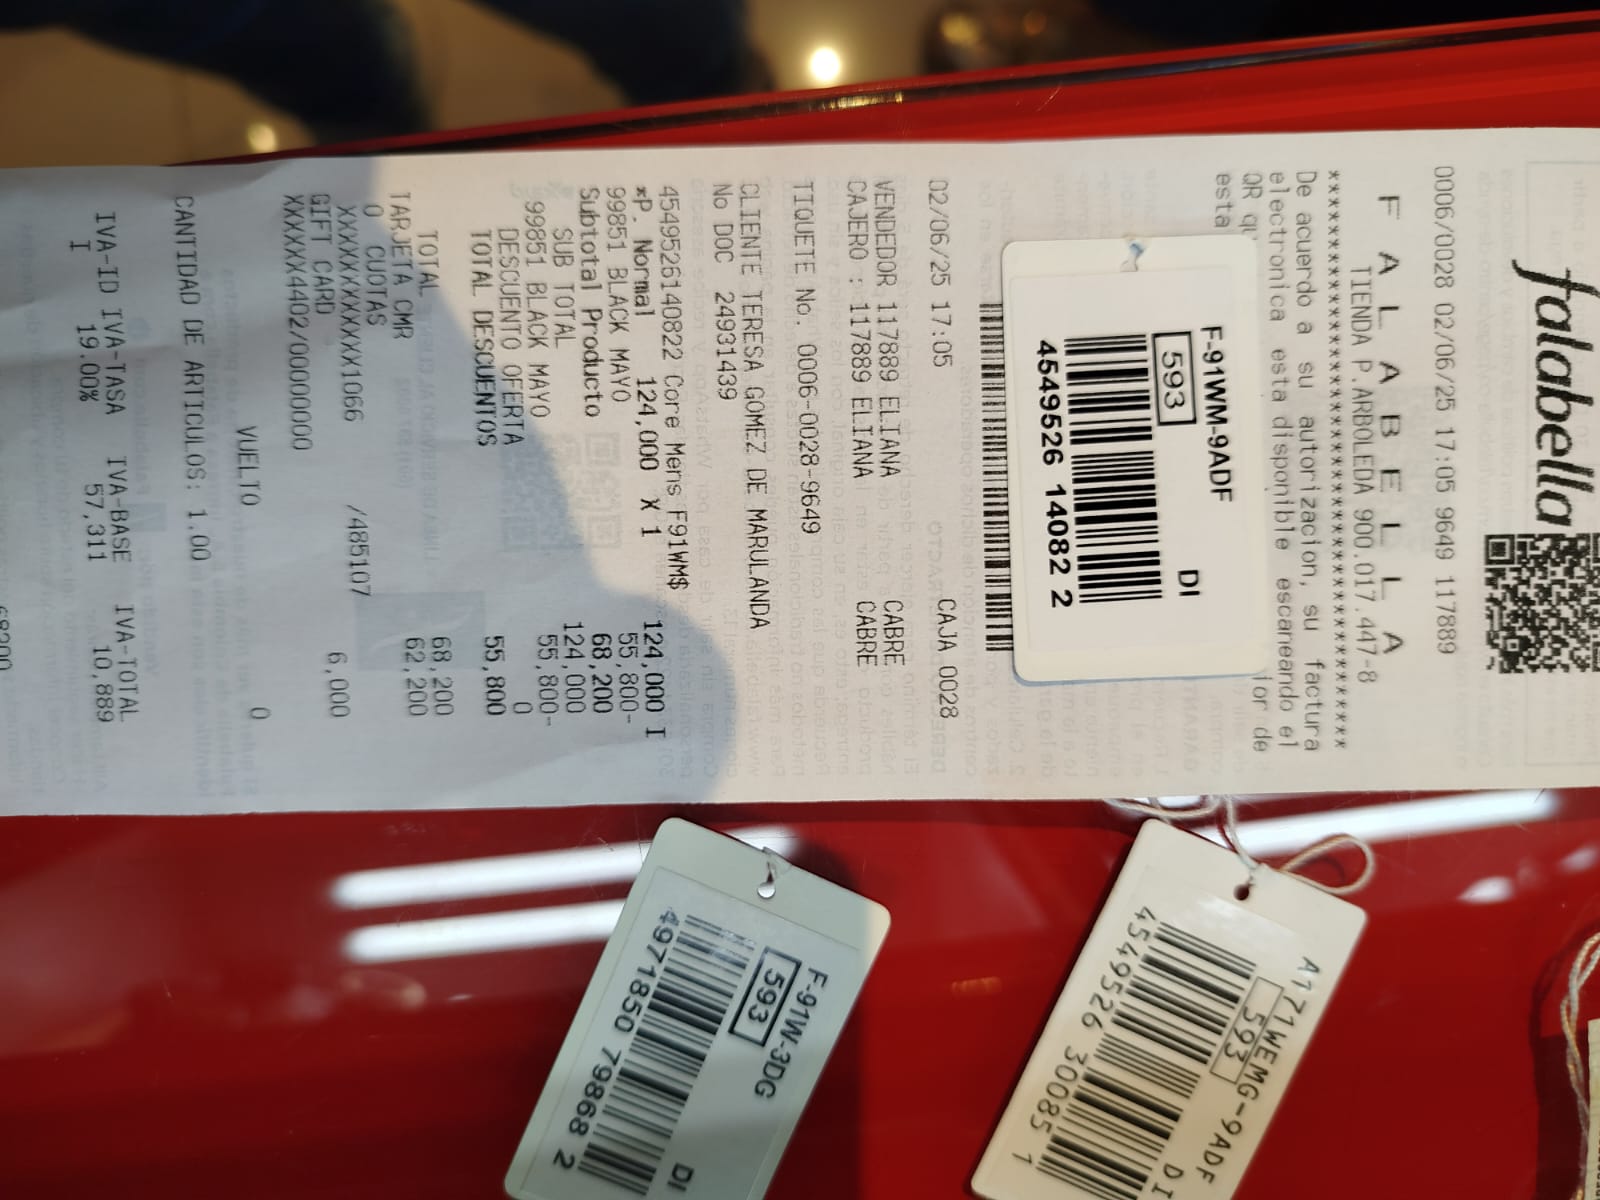 falabella
0006/0028 02/06/25 17:05 9649 117889
F A L A B E L L A
TIENDA P.ARBOLEDA 900.017.447-8
************************************
De acuerdo a su autorizacion, su factura
electronica esta disponible escaneando el
QR
esta
F-91WM-9ADF
593
DI
4549526 14082 2
02/06/25 17:05 CAJA 0028
VENDEDOR 117889 ELIANA CABRE
CAJERO : 117889 ELIANA CABRE
TIQUETE No. 0006-0028-9649
CLIENTE TERESA GOMEZ DE MARULANDA
No DOC 24931439
4549526140822 Core Mens F91WM$ 124,000 I
*P. Normal 124,000 X 1
99851 BLACK MAYO 55,800-
Subtotal Producto 68,200
SUB TOTAL 124,000
99851 BLACK MAYO 55,800-
DESCUENTO OFERTA 0
TOTAL DESCUENTOS 55,800
TOTAL 68,200
TARJETA CMR 62,200
0 CUOTAS
XXXXXXXXXXXX1066 /485107
GIFT CARD 6,000
XXXXXXX4402/00000000
VUELTO 0
CANTIDAD DE ARTICULOS: 1.00
IVA-ID IVA-TASA IVA-BASE IVA-TOTAL
I 19.00% 57,311 10,889
68200
F-91W-3DG
593
DI
4971850 79868 2
A171WEMG-9ADF
593
DI
4549526 30085 1